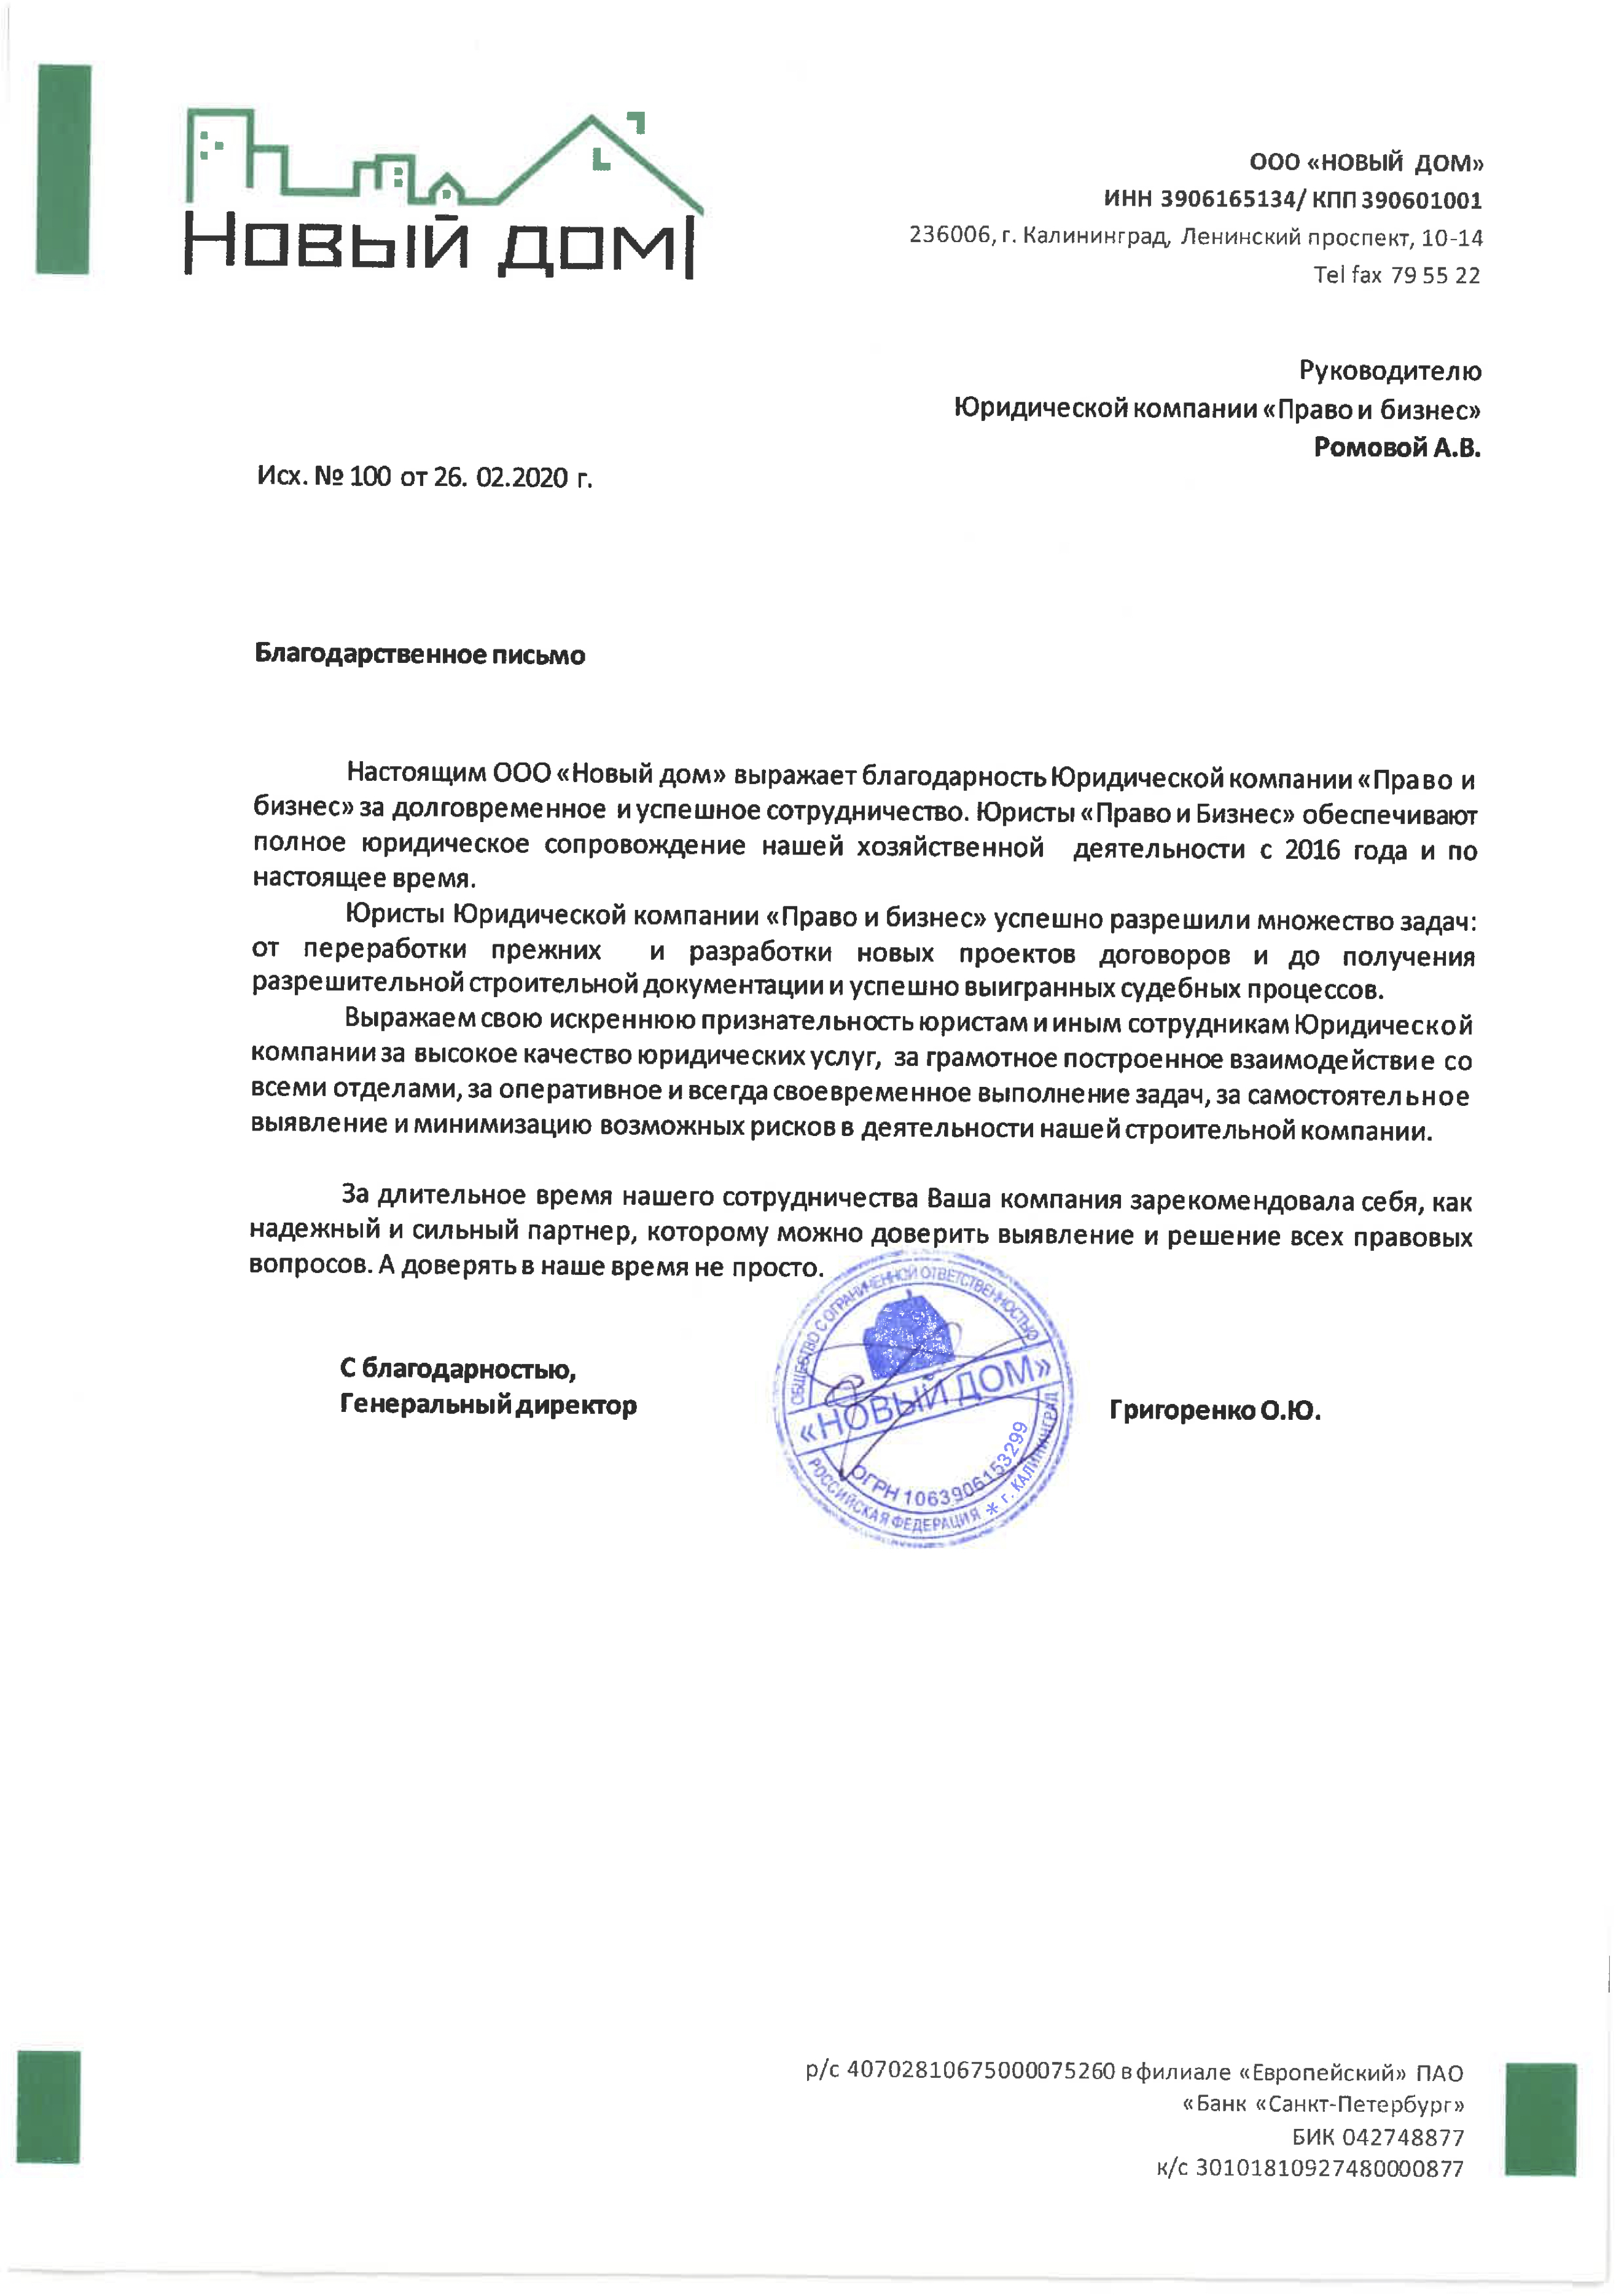 Новый дом
ООО «НОВЫЙ ДОМ»
ИНН 3906165134/ КПП 390601001
236006, г. Калининград, Ленинский проспект, 10-14
Tel fax 79 55 22
Руководителю
Юридической компании «Право и бизнес»
Ромовой А.В.
Исх. № 100 от 26. 02.2020 г.
Благодарственное письмо
Настоящим ООО «Новый дом» выражает благодарность Юридической компании «Право и
бизнес» за долговременное и успешное сотрудничество. Юристы «Право и Бизнес» обеспечивают
полное юридическое сопровождение нашей хозяйственной деятельности с 2016 года и по
настоящее время.
Юристы Юридической компании «Право и бизнес» успешно разрешили множество задач:
от переработки прежних и разработки новых проектов договоров и до получения
разрешительной строительной документации и успешно выигранных судебных процессов.
Выражаем свою искреннюю признательность юристам и иным сотрудникам Юридической
компании за высокое качество юридических услуг, за грамотное построенное взаимодействие со
всеми отделами, за оперативное и всегда своевременное выполнение задач, за самостоятельное
выявление и минимизацию возможных рисков в деятельности нашей строительной компании.
За длительное время нашего сотрудничества Ваша компания зарекомендовала себя, как
надежный и сильный партнер, которому можно доверить выявление и решение всех правовых
вопросов. А доверять в наше время не просто.
С благодарностью,
Генеральный директор
ОБЩЕСТВО С ОГРАНИЧЕННОЙ ОТВЕТСТВЕННОСТЬЮ
«НОВЫЙ ДОМ»
ОГРН 1063906153299
РОССИЙСКАЯ ФЕДЕРАЦИЯ * г. КАЛИНИНГРАД
Григоренко О.Ю.
р/с 40702810675000075260 в филиале «Европейский» ПАО
«Банк «Санкт-Петербург»
БИК 042748877
к/с 30101810927480000877